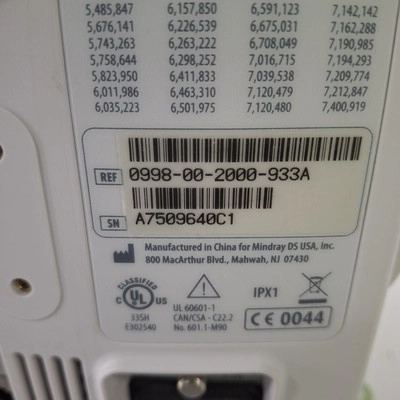 5,485,847 6,157,850 6,591,123 7,142,142
5,676,141 6,226,539 6,675,031 7,162,288
5,743,263 6,263,222 6,708,049 7,190,985
5,758,644 6,298,252 7,016,715 7,194,293
5,823,950 6,411,833 7,039,538 7,209,774
6,011,986 6,463,310 7,120,479 7,212,847
6,035,223 6,501,975 7,120,480 7,400,919
REF 0998-00-2000-933A
SN A7509640C1
Manufactured in China for Mindray DS USA, Inc.
800 MacArthur Blvd., Mahwah, NJ 07430
CLASSIFIED
C UL US
335H
E302540
UL 60601-1
CAN/CSA - C22.2
No. 601.1-M90
IPX1
CE 0044